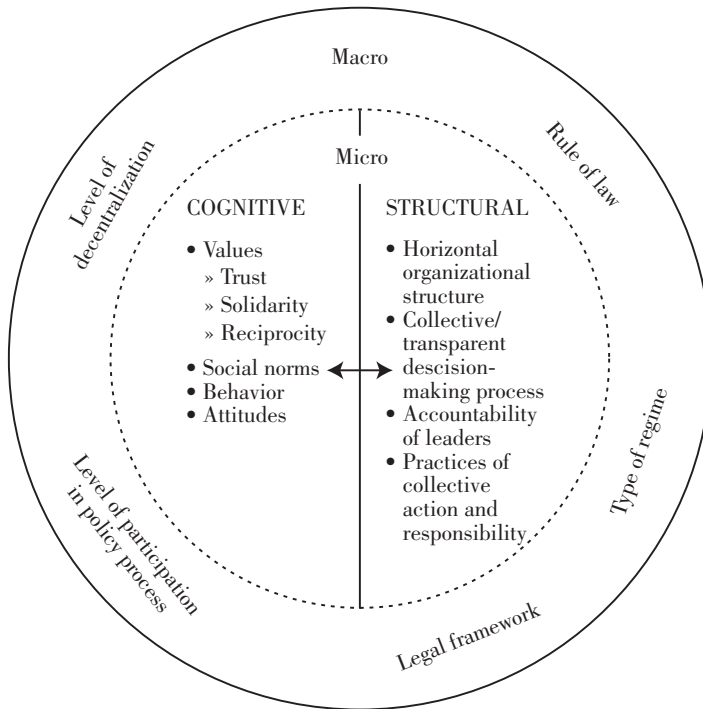 Macro
Rule of law
Level of
decentralization
Micro
COGNITIVE
• Values
» Trust
» Solidarity
» Reciprocity
• Social norms
• Behavior
• Attitudes
STRUCTURAL
• Horizontal
organizational
structure
• Collective/
transparent
descision-
making process
• Accountability
of leaders
• Practices of
collective
action and
responsibility
Type of regime
Level of participation
in policy process
Legal framework